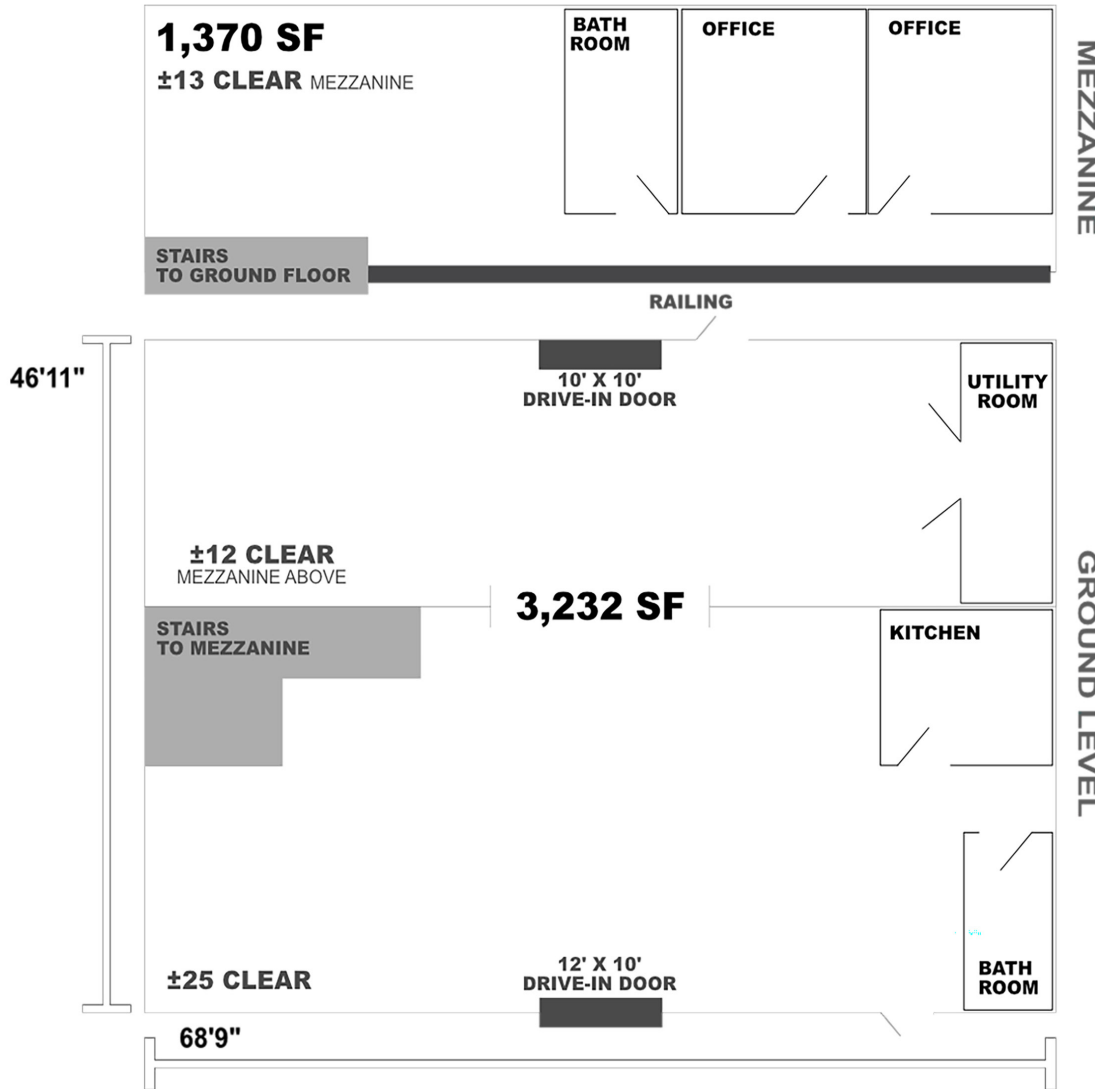 1,370 SF
±13 CLEAR MEZZANINE
BATH
ROOM
OFFICE
OFFICE
MEZZANINE
STAIRS
TO GROUND FLOOR
RAILING
46'11"
10' X 10'
DRIVE-IN DOOR
UTILITY
ROOM
±12 CLEAR
MEZZANINE ABOVE
3,232 SF
STAIRS
TO MEZZANINE
KITCHEN
GROUND LEVEL
±25 CLEAR
12' X 10'
DRIVE-IN DOOR
BATH
ROOM
68'9"